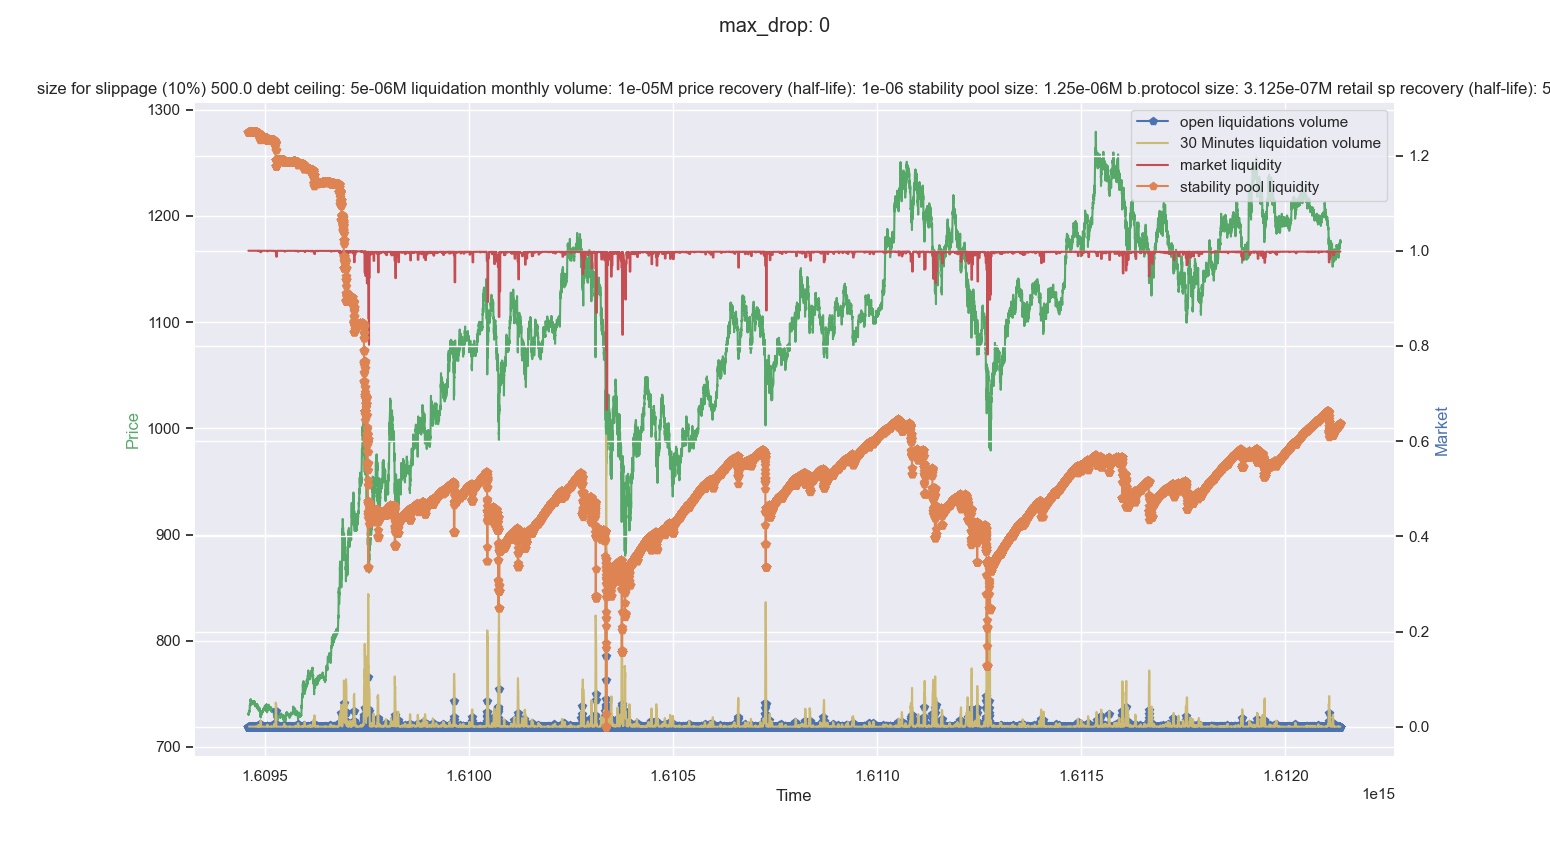 max_drop: 0
size for slippage (10%) 500.0 debt ceiling: 5e-06M liquidation monthly volume: 1e-05M price recovery (half-life): 1e-06 stability pool size: 1.25e-06M b.protocol size: 3.125e-07M retail sp recovery (half-life): 5
open liquidations volume
30 Minutes liquidation volume
market liquidity
stability pool liquidity
1300
1200
1100
1000
900
800
700
Price
1.2
1.0
0.8
0.6
0.4
0.2
0.0
Market
1.6095 1.6100 1.6105 1.6110 1.6115 1.6120
Time
1e15